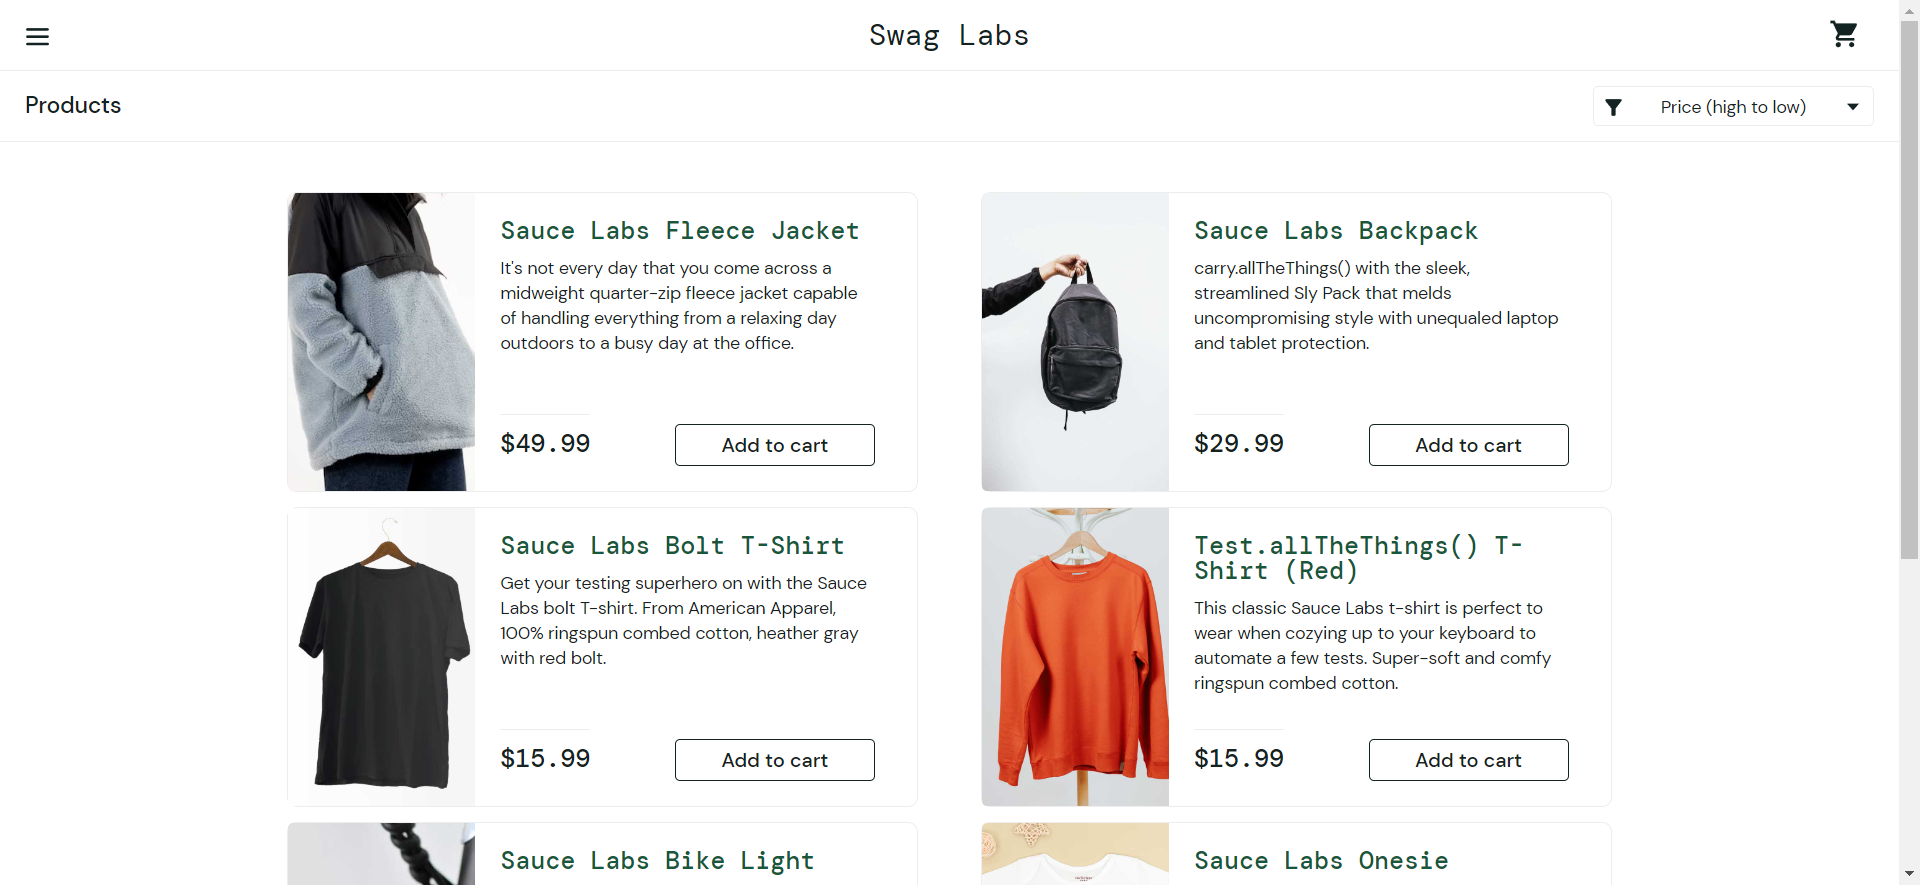 Swag Labs
Products
Price (high to low)
Sauce Labs Fleece Jacket
It's not every day that you come across a
midweight quarter-zip fleece jacket capable
of handling everything from a relaxing day
outdoors to a busy day at the office.
$49.99
Add to cart
Sauce Labs Backpack
carry.allTheThings() with the sleek,
streamlined Sly Pack that melds
uncompromising style with unequaled laptop
and tablet protection.
$29.99
Add to cart
Sauce Labs Bolt T-Shirt
Get your testing superhero on with the Sauce
Labs bolt T-shirt. From American Apparel,
100% ringspun combed cotton, heather gray
with red bolt.
$15.99
Add to cart
Test.allTheThings() T-
Shirt (Red)
This classic Sauce Labs t-shirt is perfect to
wear when cozying up to your keyboard to
automate a few tests. Super-soft and comfy
ringspun combed cotton.
$15.99
Add to cart
Sauce Labs Bike Light
Sauce Labs Onesie